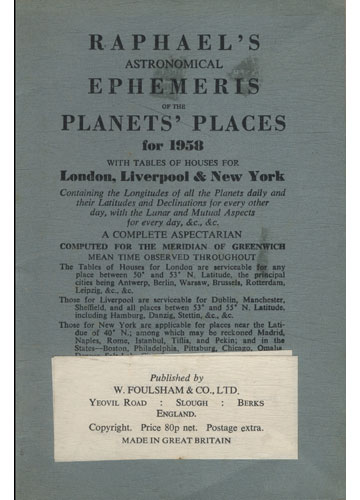 RAPHAEL'S
ASTRONOMICAL
EPHEMERIS
OF THE
PLANETS' PLACES
for 1958
WITH TABLES OF HOUSES FOR
London, Liverpool & New York
Containing the Longitudes of all the Planets daily and
their Latitudes and Declinations for every other
day, with the Lunar and Mutual Aspects
for every day, &c., &c.
A COMPLETE ASPECTARIAN
COMPUTED FOR THE MERIDIAN OF GREENWICH
MEAN TIME OBSERVED THROUGHOUT
The Tables of Houses for London are serviceable for any
place between 50° and 53° N. Latitude, the principal
cities being Antwerp, Berlin, Warsaw, Brussels, Rotterdam,
Leipzig, &c., &c.
Those for Liverpool are serviceable for Dublin, Manchester,
Sheffield, and all places between 53° and 55° N. Latitude,
including Hamburg, Danzig, Stettin, &c., &c.
Those for New York are applicable for places near the Lati-
tude of 40° N.; among which may be reckoned Madrid,
Naples, Rome, Istanbul, Tiflis, and Pekin; and in the
States—Boston, Philadelphia, Pittsburg, Chicago, Omaha,
Published by
W. FOULSHAM & CO., LTD.
YEOVIL ROAD : SLOUGH : BERKS
ENGLAND.
Copyright. Price 80p net. Postage extra.
MADE IN GREAT BRITAIN